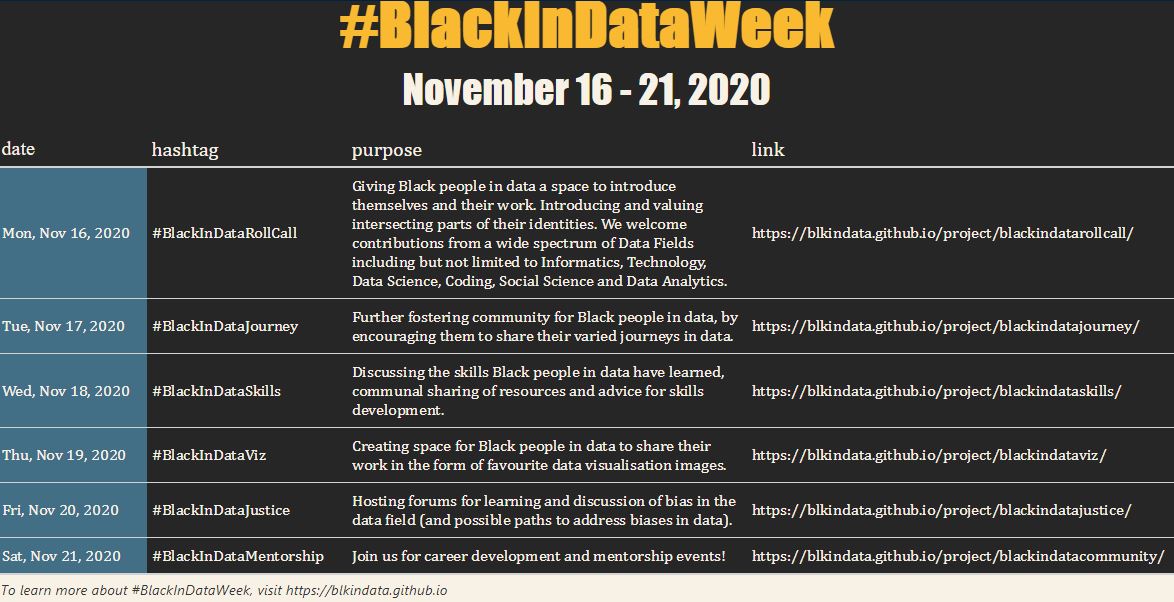 #BlackInDataWeek
November 16 - 21, 2020
date hashtag purpose link
Giving Black people in data a space to introduce
themselves and their work. Introducing and valuing
Mon, Nov 16, 2020 #BlackInDataRollCall intersecting parts of their identities. We welcome https://blkindata.github.io/project/blackindatarollcall/
contributions from a wide spectrum of Data Fields
including but not limited to Informatics, Technology,
Data Science, Coding, Social Science and Data Analytics.
Tue, Nov 17, 2020 #BlackInDataJourney Further fostering community for Black people in data, by https://blkindata.github.io/project/blackindatajourney/
encouraging them to share their varied journeys in data.
Discussing the skills Black people in data have learned,
Wed, Nov 18, 2020 #BlackInDataSkills communal sharing of resources and advice for skills https://blkindata.github.io/project/blackindataskills/
development.
Thu, Nov 19, 2020 #BlackInDataViz Creating space for Black people in data to share their https://blkindata.github.io/project/blackindataviz/
work in the form of favourite data visualisation images.
Fri, Nov 20, 2020 #BlackInDataJustice Hosting forums for learning and discussion of bias in the https://blkindata.github.io/project/blackindatajustice/
data field (and possible paths to address biases in data).
Sat, Nov 21, 2020 #BlackInDataMentorship Join us for career development and mentorship events! https://blkindata.github.io/project/blackindatacommunity/
To learn more about #BlackInDataWeek, visit https://blkindata.github.io